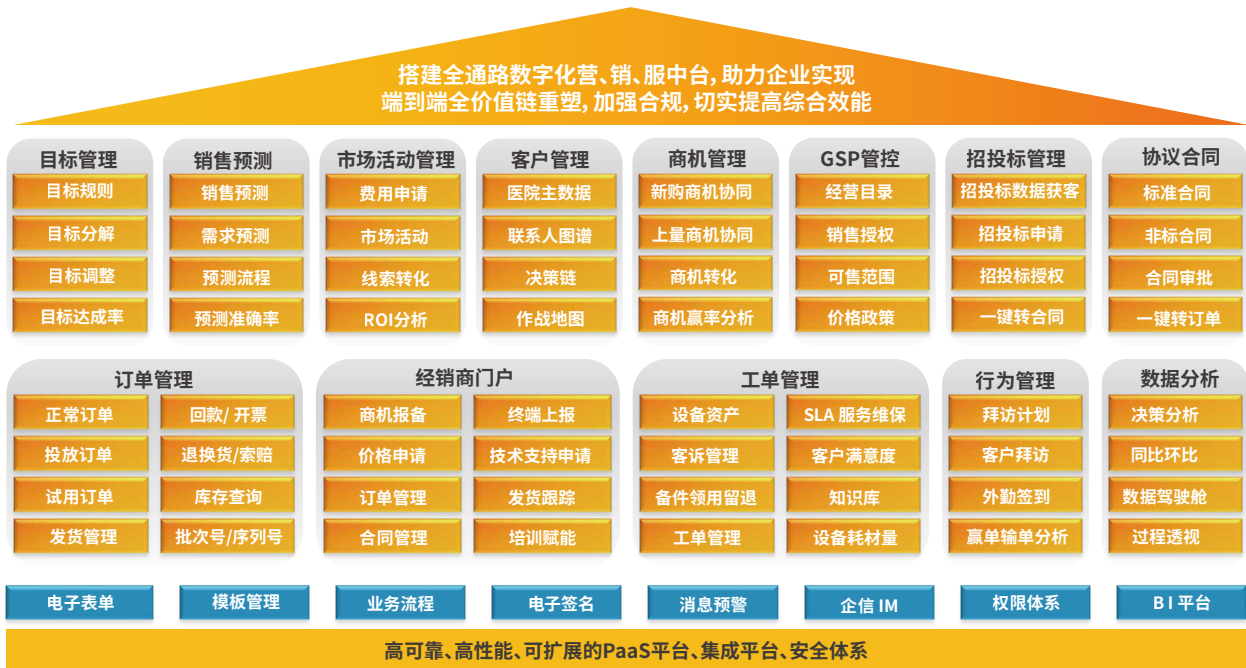 搭建全通路数字化营、销、服中台, 助力企业实现
端到端全价值链重塑, 加强合规, 切实提高综合效能
目标管理
目标规则
目标分解
目标调整
目标达成率
销售预测
销售预测
需求预测
预测流程
预测准确率
市场活动管理
费用申请
市场活动
线索转化
ROI分析
客户管理
医院主数据
联系人图谱
决策链
作战地图
商机管理
新购商机协同
上量商机协同
商机转化
商机赢率分析
GSP管控
经营目录
销售授权
可售范围
价格政策
招投标管理
招投标数据获客
招投标申请
招投标授权
一键转合同
协议合同
标准合同
非标合同
合同审批
一键转订单
订单管理
正常订单 回款/ 开票
投放订单 退换货/索赔
试用订单 库存查询
发货管理 批次号/序列号
经销商门户
商机报备 终端上报
价格申请 技术支持申请
订单管理 发货跟踪
合同管理 培训赋能
工单管理
设备资产 SLA 服务维保
客诉管理 客户满意度
备件领用留退 知识库
工单管理 设备耗材量
行为管理
拜访计划
客户拜访
外勤签到
赢单输单分析
数据分析
决策分析
同比环比
数据驾驶舱
过程透视
电子表单 模板管理 业务流程 电子签名 消息预警 企信 IM 权限体系 B I 平台
高可靠、高性能、可扩展的PaaS平台、集成平台、安全体系